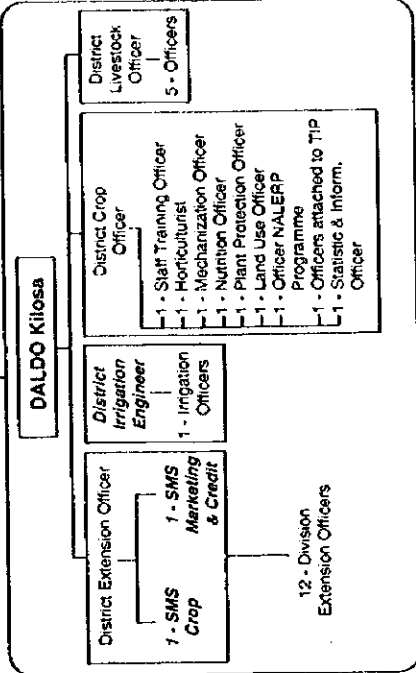 DALDO Kilosa
District Extension Officer
1 - SMS
Crop
1 - SMS
Marketing
& Credit
12 - Division
Extension Officers
District
Irrigation
Engineer
1 - Irrigation
Officers
District Crop
Officer
1 - Staff Training Officer
1 - Horticulturist
1 - Mechanization Officer
1 - Nutrition Officer
1 - Plant Protection Officer
1 - Land Use Officer
1 - Officer NALERP
Programme
1 - Officers attached to TIP
1 - Statistic & Inform.
Officer
District
Livestock
Officer
5 - Officers